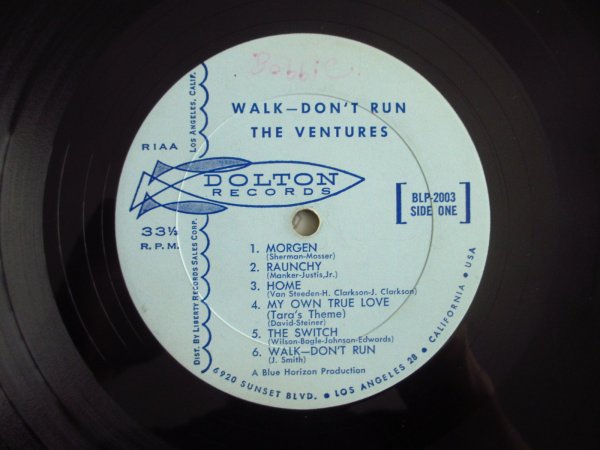 Bobbie
WALK—DON'T RUN
THE VENTURES
RIAA
DOLTON
RECORDS
33⅓
R.P.M.
BLP-2003
SIDE ONE
1. MORGEN
(Sherman-Mosser)
2. RAUNCHY
(Manker-Justis,Jr.)
3. HOME
(Van Steeden-H. Clarkson-J. Clarkson)
4. MY OWN TRUE LOVE
(Tara's Theme)
(David-Steiner)
5. THE SWITCH
(Wilson-Bogle-Johnson-Edwards)
6. WALK—DON'T RUN
(J. Smith)
A Blue Horizon Production
DIST. BY LIBERTY RECORDS SALES CORP.
LOS ANGELES, CALIF.
6920 SUNSET BLVD. • LOS ANGELES 28 • CALIFORNIA • USA